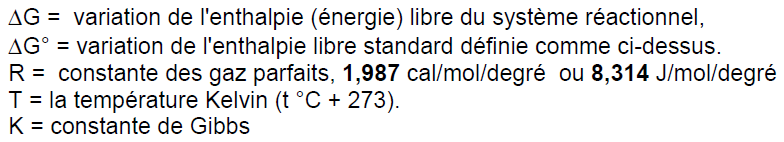 ∆G = variation de l'enthalpie (énergie) libre du système réactionnel,
∆G° = variation de l'enthalpie libre standard définie comme ci-dessus.
R = constante des gaz parfaits, 1,987 cal/mol/degré ou 8,314 J/mol/degré
T = la température Kelvin (t °C + 273).
K = constante de Gibbs